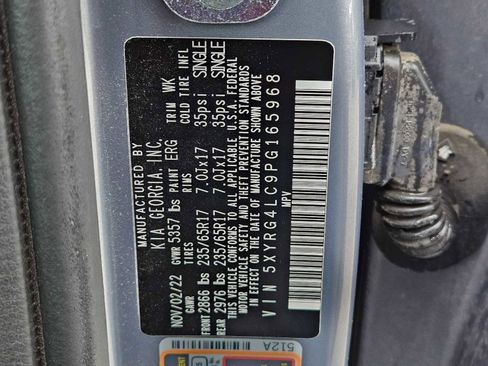 MANUFACTURED BY
KIA GEORGIA, INC.
NOV/02/22 GVWR 5357 lbs PAINT ERG TRIM WK
GAWR TIRES RIMS COLD TIRE INFL
FRONT 2866 lbs 235/65R17 7.0Jx17 35psi SINGLE
REAR 2976 lbs 235/65R17 7.0Jx17 35psi SINGLE
THIS VEHICLE CONFORMS TO ALL APPLICABLE U.S.A. FEDERAL
MOTOR VEHICLE SAFETY AND THEFT PREVENTION STANDARDS
IN EFFECT ON THE DATE OF MANUFACTURE SHOWN ABOVE
VIN 5XYRG4LC9PG165968
MPV
512A